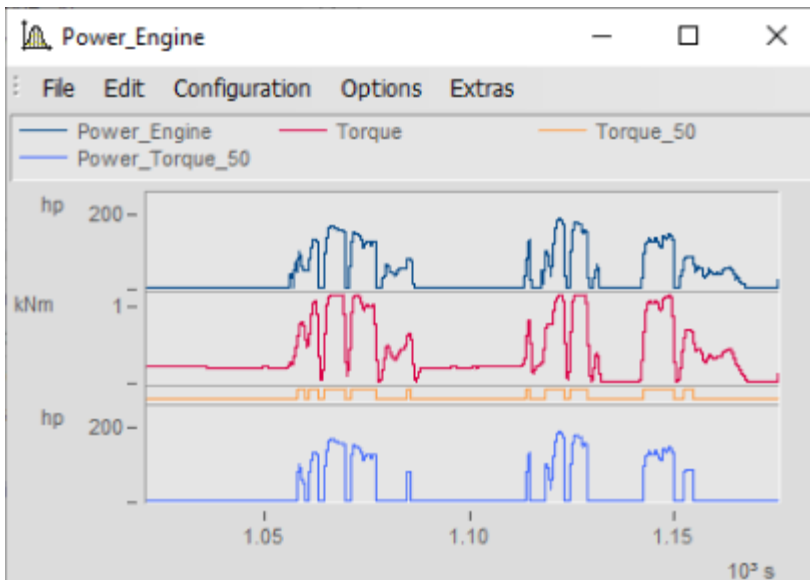 Power_Engine
File Edit Configuration Options Extras
Power_Engine Torque Torque_50
Power_Torque_50
hp 200
kNm 1
hp 200
1.05 1.10 1.15
10³ s